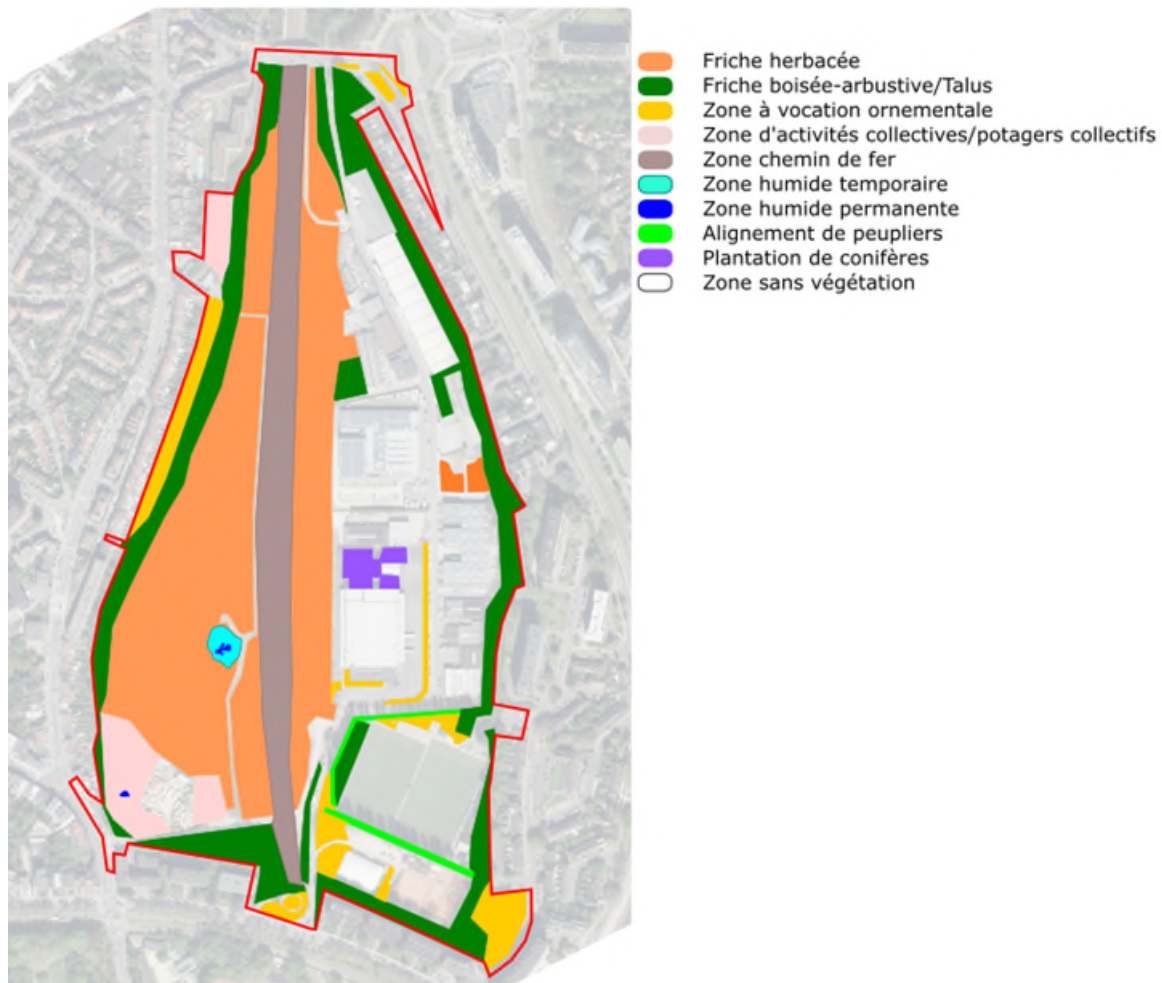 Friche herbacée
Friche boisée-arbustive/Talus
Zone à vocation ornementale
Zone d'activités collectives/potagers collectifs
Zone chemin de fer
Zone humide temporaire
Zone humide permanente
Alignement de peupliers
Plantation de conifères
Zone sans végétation